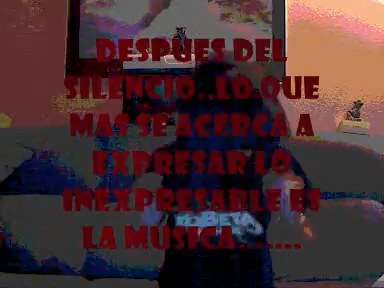 DESPUES DEL
SILENCIO..LO QUE
MAS SE ACERCA A
EXPRESAR LO
INEXPRESABLE ES
LA MUSICA.......